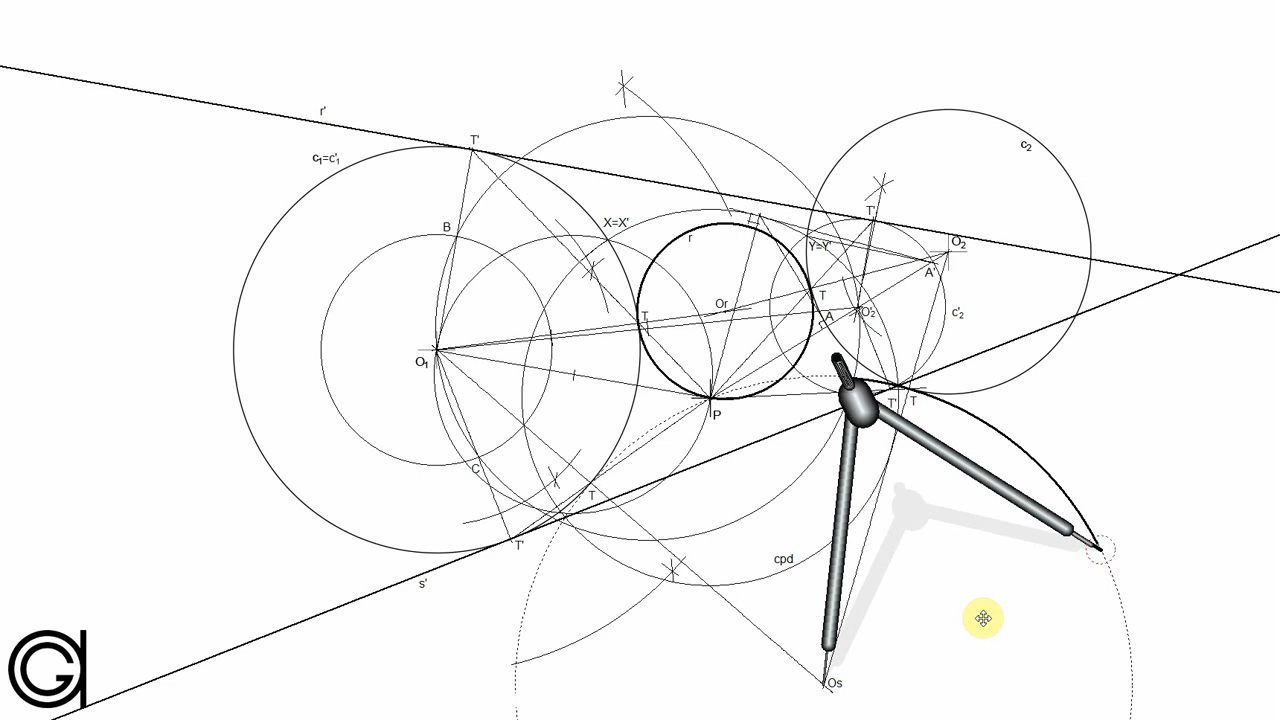 r'
T'
c₁=c'₁
c₂
T'
B
X=X'
r
Y=Y'
O₂
A'
T
Or
T
A
O'₂
c'₂
O₁
P
T'
T
C
T
T'
cpd
s'
Os